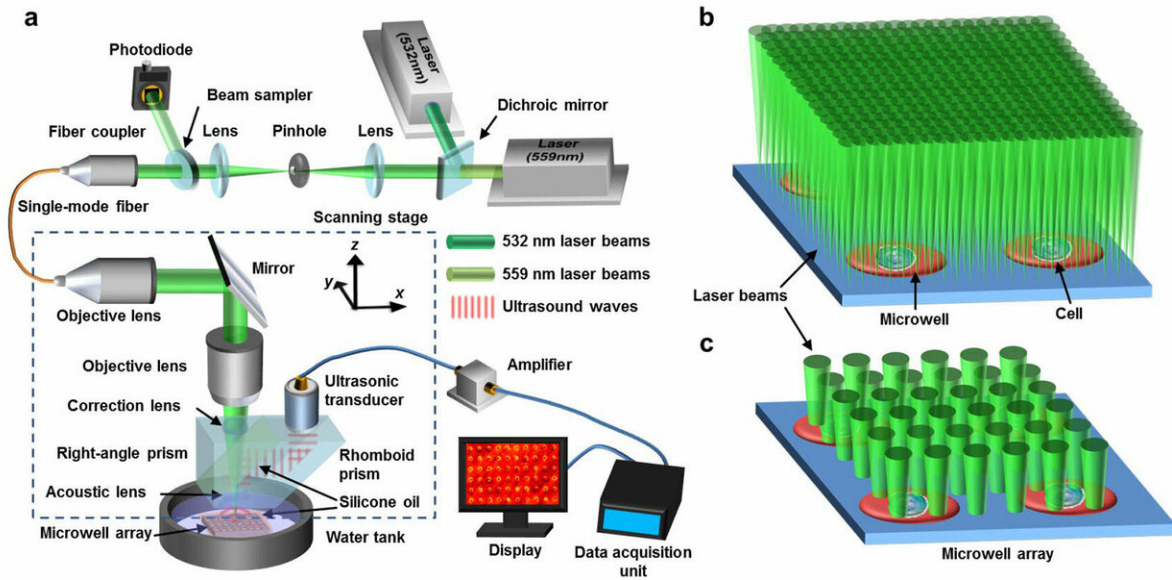 a
Photodiode
Laser
(532nm)
Beam sampler
Dichroic mirror
Fiber coupler
Lens
Pinhole
Lens
Laser
(559nm)
Single-mode fiber
Scanning stage
Mirror
z
y
x
532 nm laser beams
559 nm laser beams
Ultrasound waves
Objective lens
Objective lens
Ultrasonic
transducer
Amplifier
Correction lens
Right-angle prism
Rhomboid
prism
Acoustic lens
Silicone oil
Microwell array
Water tank
Display
Data acquisition
unit
b
Laser beams
Microwell
Cell
c
Microwell array